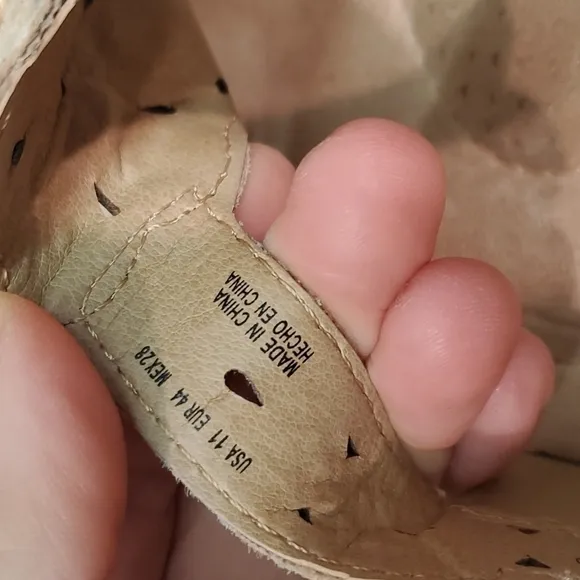 MADE IN CHINA
HECHO EN CHINA
USA 11 EUR 44 MEX28